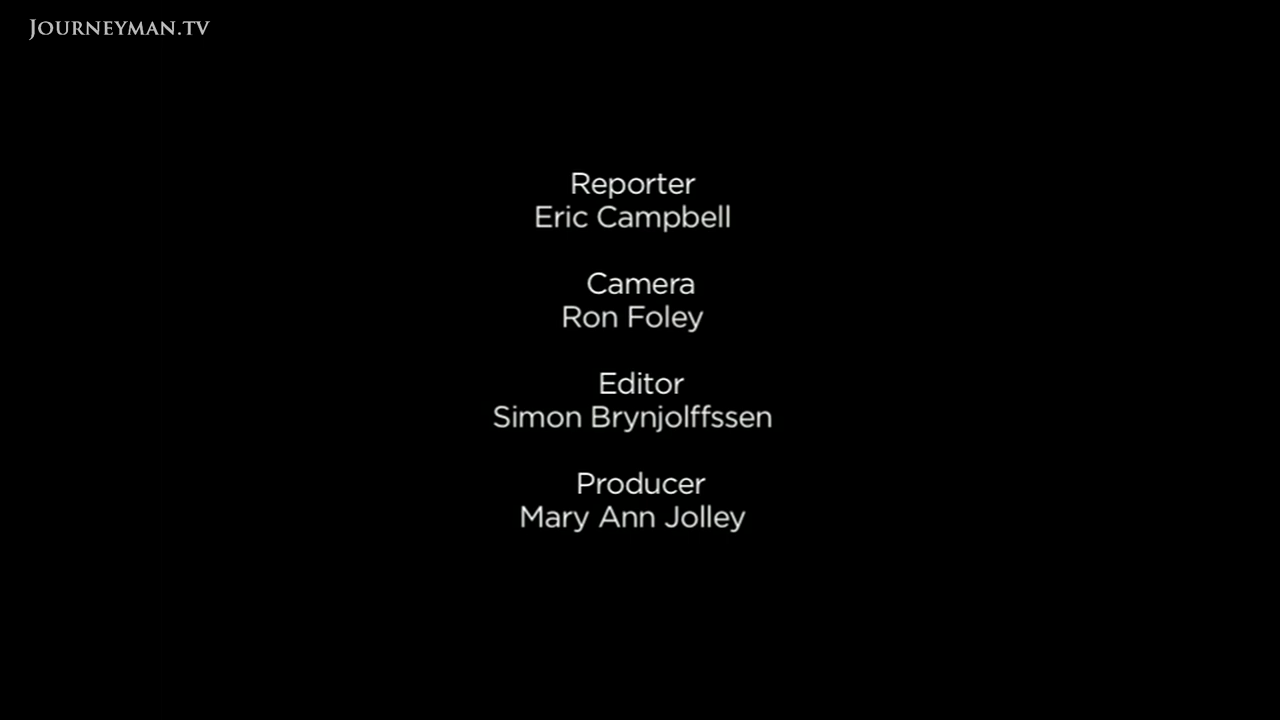 JOURNEYMAN.TV
Reporter
Eric Campbell
Camera
Ron Foley
Editor
Simon Brynjolffssen
Producer
Mary Ann Jolley